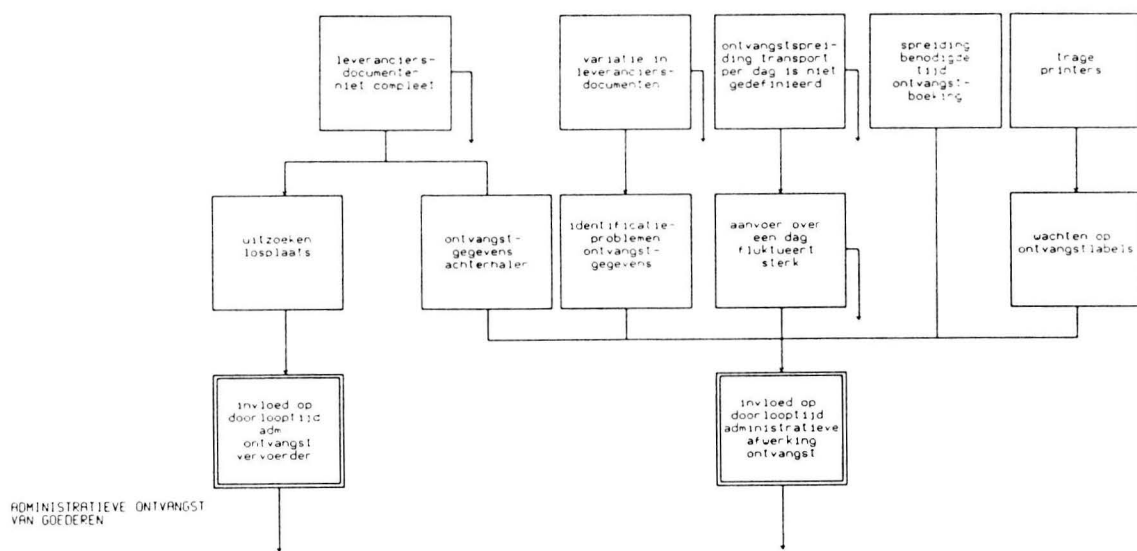 leveranciers-
documenten
niet compleet
variatie in
leveranciers-
documenten
ontvangstsprei-
ding transport
per dag is niet
gedefinieerd
spreiding
benodigde
tijd
ontvangst-
boeking
trage
printers
uitzoeken
losplaats
ontvangst-
gegevens
achterhalen
identificatie-
problemen
ontvangst-
gegevens
aanvoer over
een dag
fluktueert
sterk
wachten op
ontvangstlabels
invloed op
doorlooptijd
adm
ontvangst
vervoerder
invloed op
doorlooptijd
administratieve
afwerking
ontvangst
ADMINISTRATIEVE ONTVANGST
VAN GOEDEREN